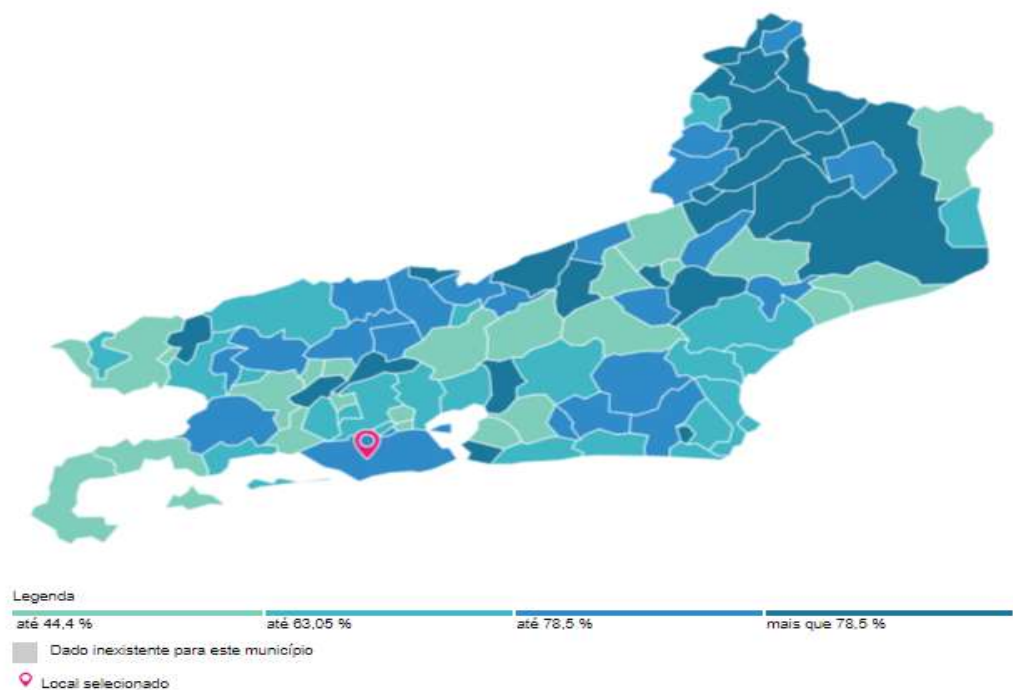 Legenda
até 44,4 %
até 63,05 %
até 78,5 %
mais que 78,5 %
Dado inexistente para este município
Local selecionado